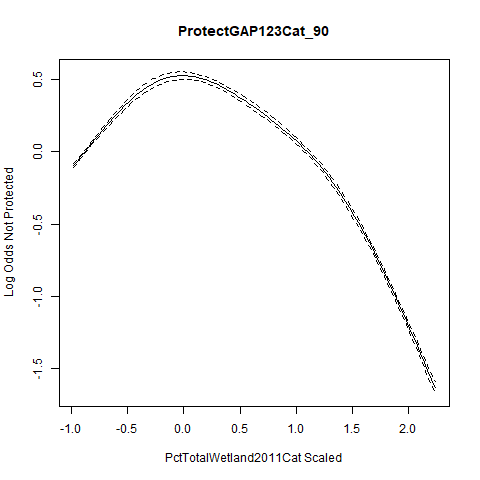 ProtectGAP123Cat_90
Log Odds Not Protected
0.5
0.0
-0.5
-1.0
-1.5
-1.0 -0.5 0.0 0.5 1.0 1.5 2.0
PctTotalWetland2011Cat Scaled